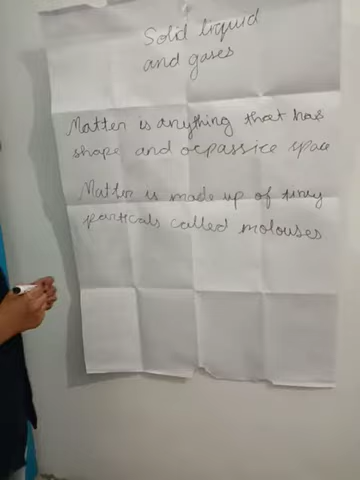 Solid liquid
and gases
Matter is anything that has
shape and ocpassice space
Matter is made up of tiny
particals called molouses